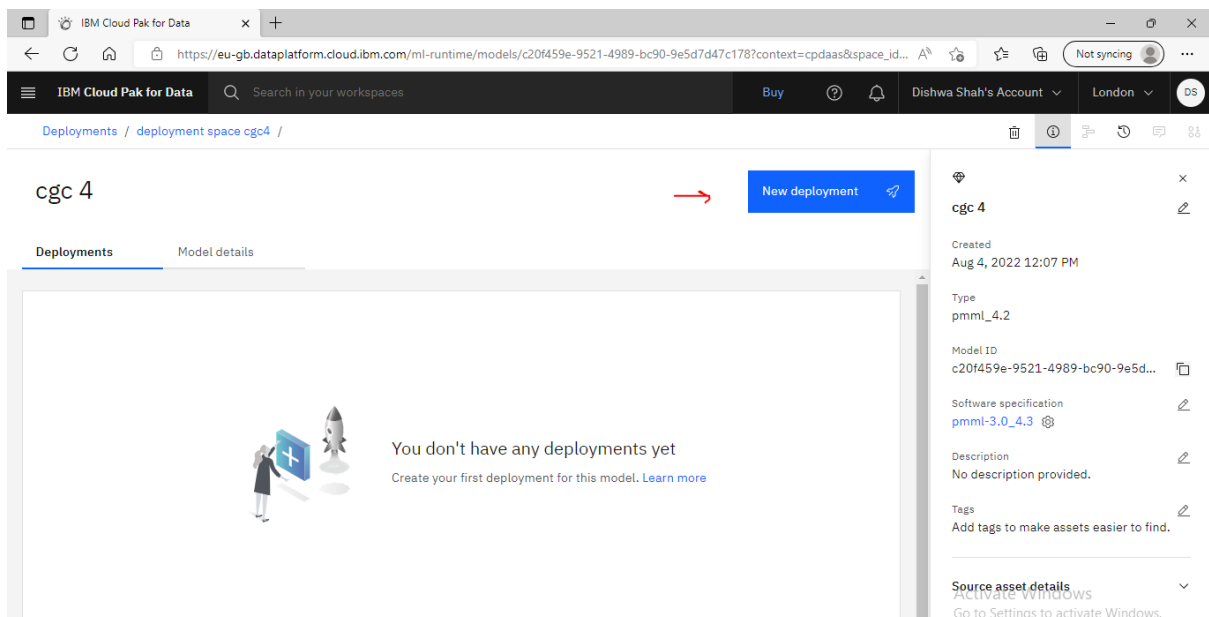 IBM Cloud Pak for Data
https://eu-gb.dataplatform.cloud.ibm.com/ml-runtime/models/c20f459e-9521-4989-bc90-9e5d7d47c178?context=cpdaas&space_id... Not syncing
IBM Cloud Pak for Data Search in your workspaces Buy Dishwa Shah's Account London DS
Deployments / deployment space cgc4 /
cgc 4
New deployment
Deployments Model details
You don't have any deployments yet
Create your first deployment for this model. Learn more
cgc 4
Created
Aug 4, 2022 12:07 PM
Type
pmml_4.2
Model ID
c20f459e-9521-4989-bc90-9e5d...
Software specification
pmml-3.0_4.3
Description
No description provided.
Tags
Add tags to make assets easier to find.
Source asset details
Activate Windows
Go to Settings to activate Windows.